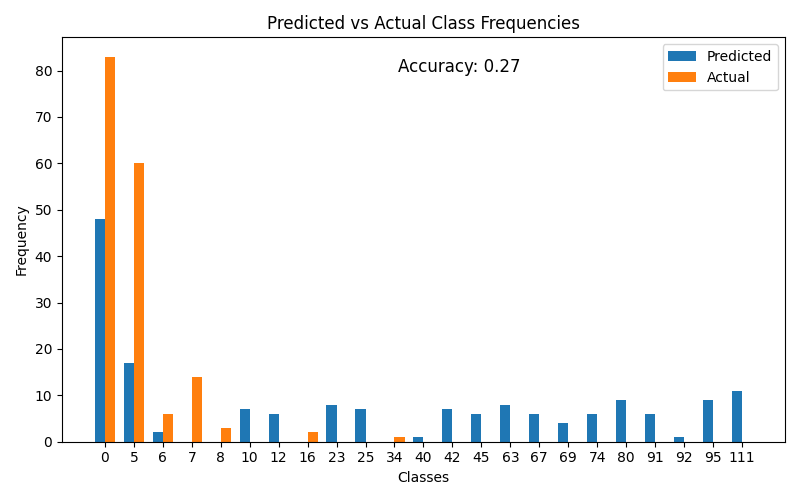 Predicted vs Actual Class Frequencies
Accuracy: 0.27
Predicted
Actual
Frequency
80
70
60
50
40
30
20
10
0
0 5 6 7 8 10 12 16 23 25 34 40 42 45 63 67 69 74 80 91 92 95 111
Classes